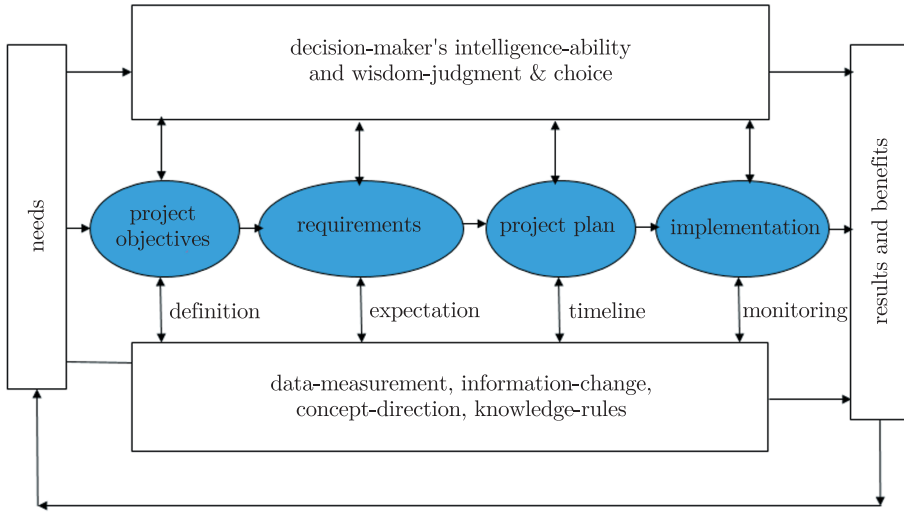 decision-maker's intelligence-ability
and wisdom-judgment & choice
needs
project
objectives
requirements
project plan
implementation
results and benefits
definition
expectation
timeline
monitoring
data-measurement, information-change,
concept-direction, knowledge-rules